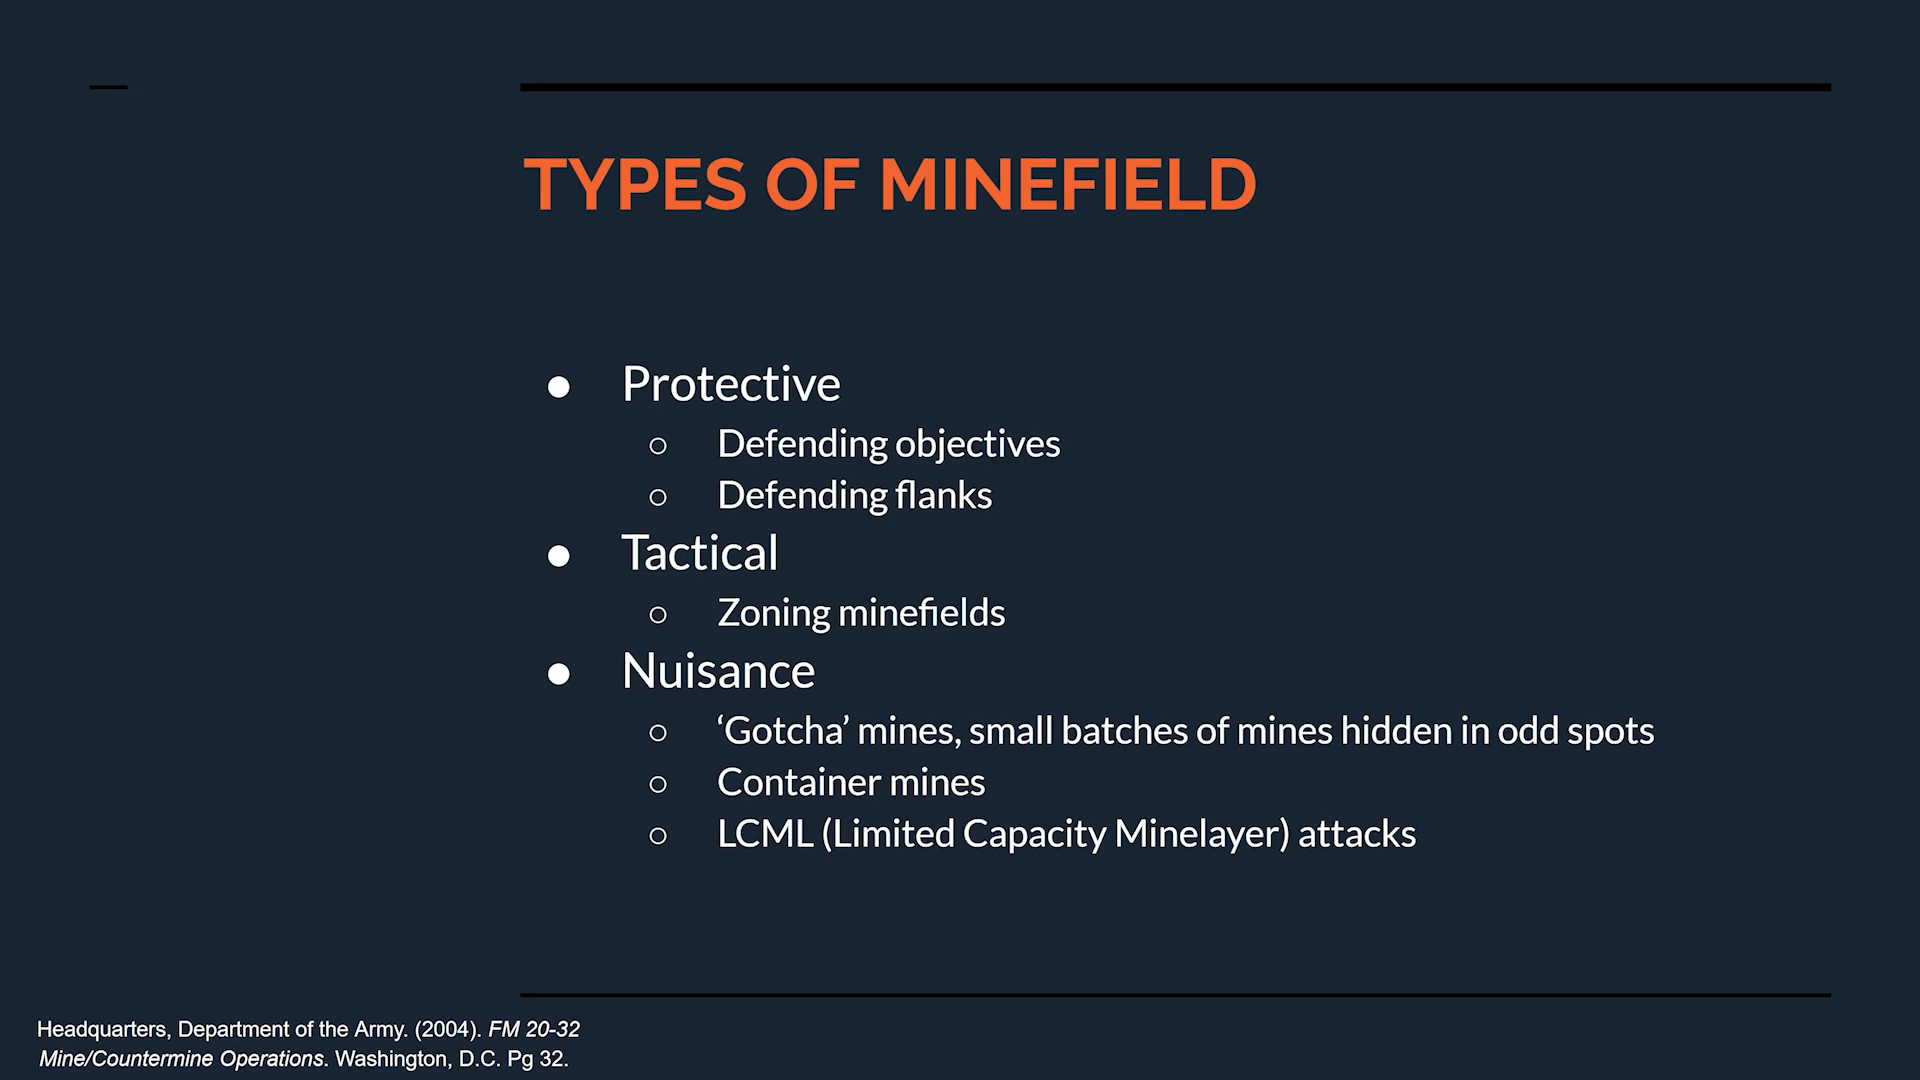 TYPES OF MINEFIELD
● Protective
○ Defending objectives
○ Defending flanks
● Tactical
○ Zoning minefields
● Nuisance
○ ‘Gotcha’ mines, small batches of mines hidden in odd spots
○ Container mines
○ LCML (Limited Capacity Minelayer) attacks
Headquarters, Department of the Army. (2004). FM 20-32
Mine/Countermine Operations. Washington, D.C. Pg 32.